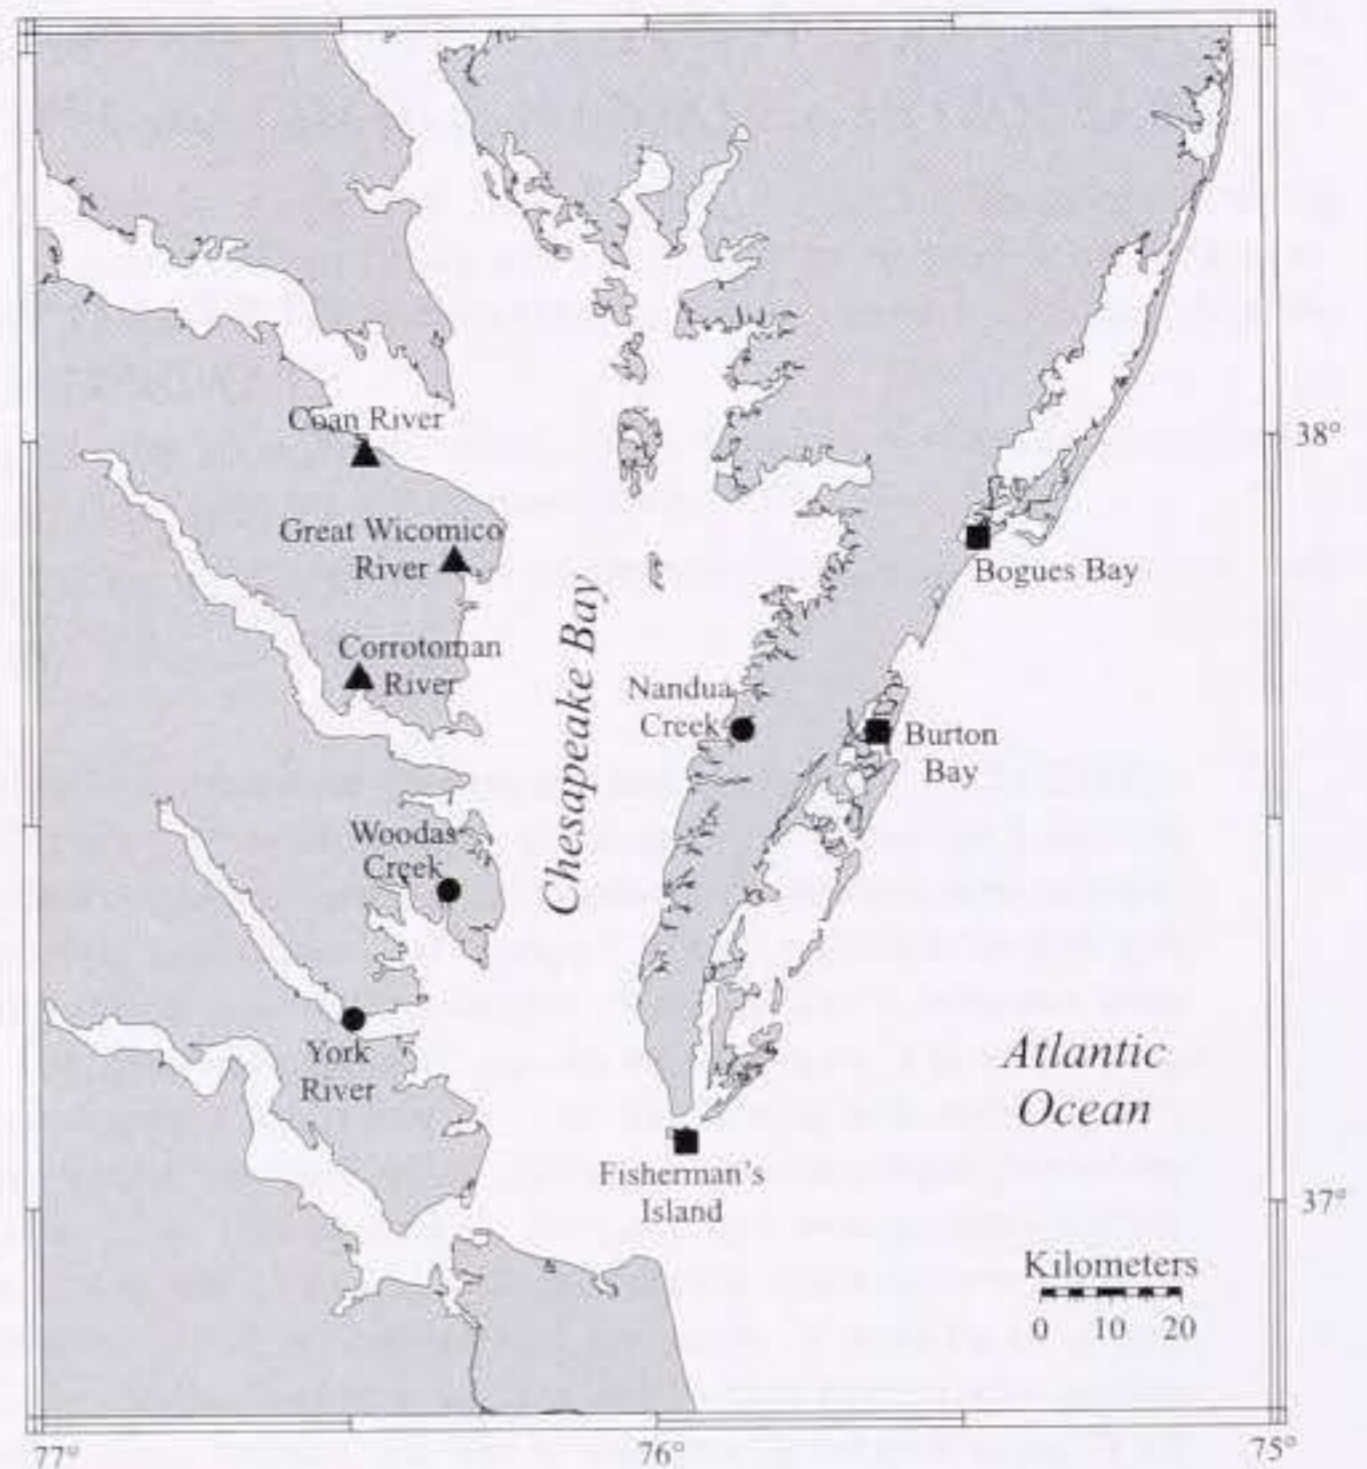 Coan River
38°
Great Wicomico
River
Bogues Bay
Corrotoman
River
Nandua
Creek
Burton
Bay
Chesapeake Bay
Woodas
Creek
York
River
Atlantic
Ocean
Fisherman's
Island
37°
Kilometers
0 10 20
77° 76° 75°